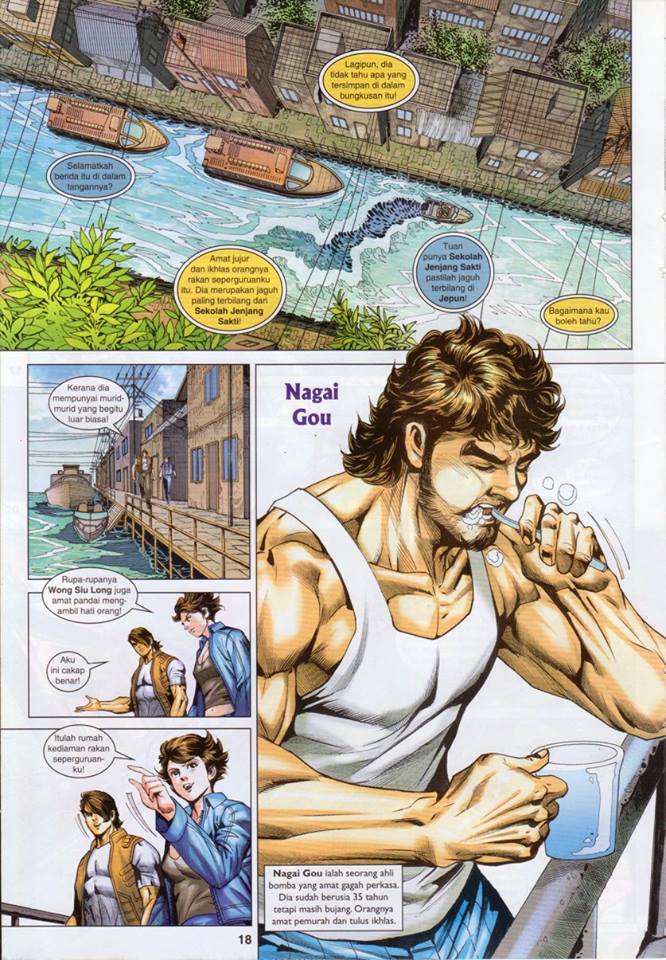 Selamatkah
benda itu di dalam
tangannya?
Lagipun, dia
tidak tahu apa yang
tersimpan di dalam
bungkusan itu!
Amat jujur
dan ikhlas orangnya
rakan seperguruanku
itu. Dia merupakan jaguh
paling terbilang dari
Sekolah Jenjang
Sakti!
Tuan
punya Sekolah
Jenjang Sakti
pastilah jaguh
terbilang di
Jepun!
Bagaimana kau
boleh tahu?
Kerana dia
mempunyai murid-
murid yang begitu
luar biasa!
Rupa-rupanya
Wong Siu Long juga
amat pandai meng-
ambil hati orang!
Aku
ini cakap
benar!
Itulah rumah
kediaman rakan
seperguruan-
ku!
Nagai
Gou
Nagai Gou ialah seorang ahli
bomba yang amat gagah perkasa.
Dia sudah berusia 35 tahun
tetapi masih bujang. Orangnya
amat pemurah dan tulus ikhlas.
18